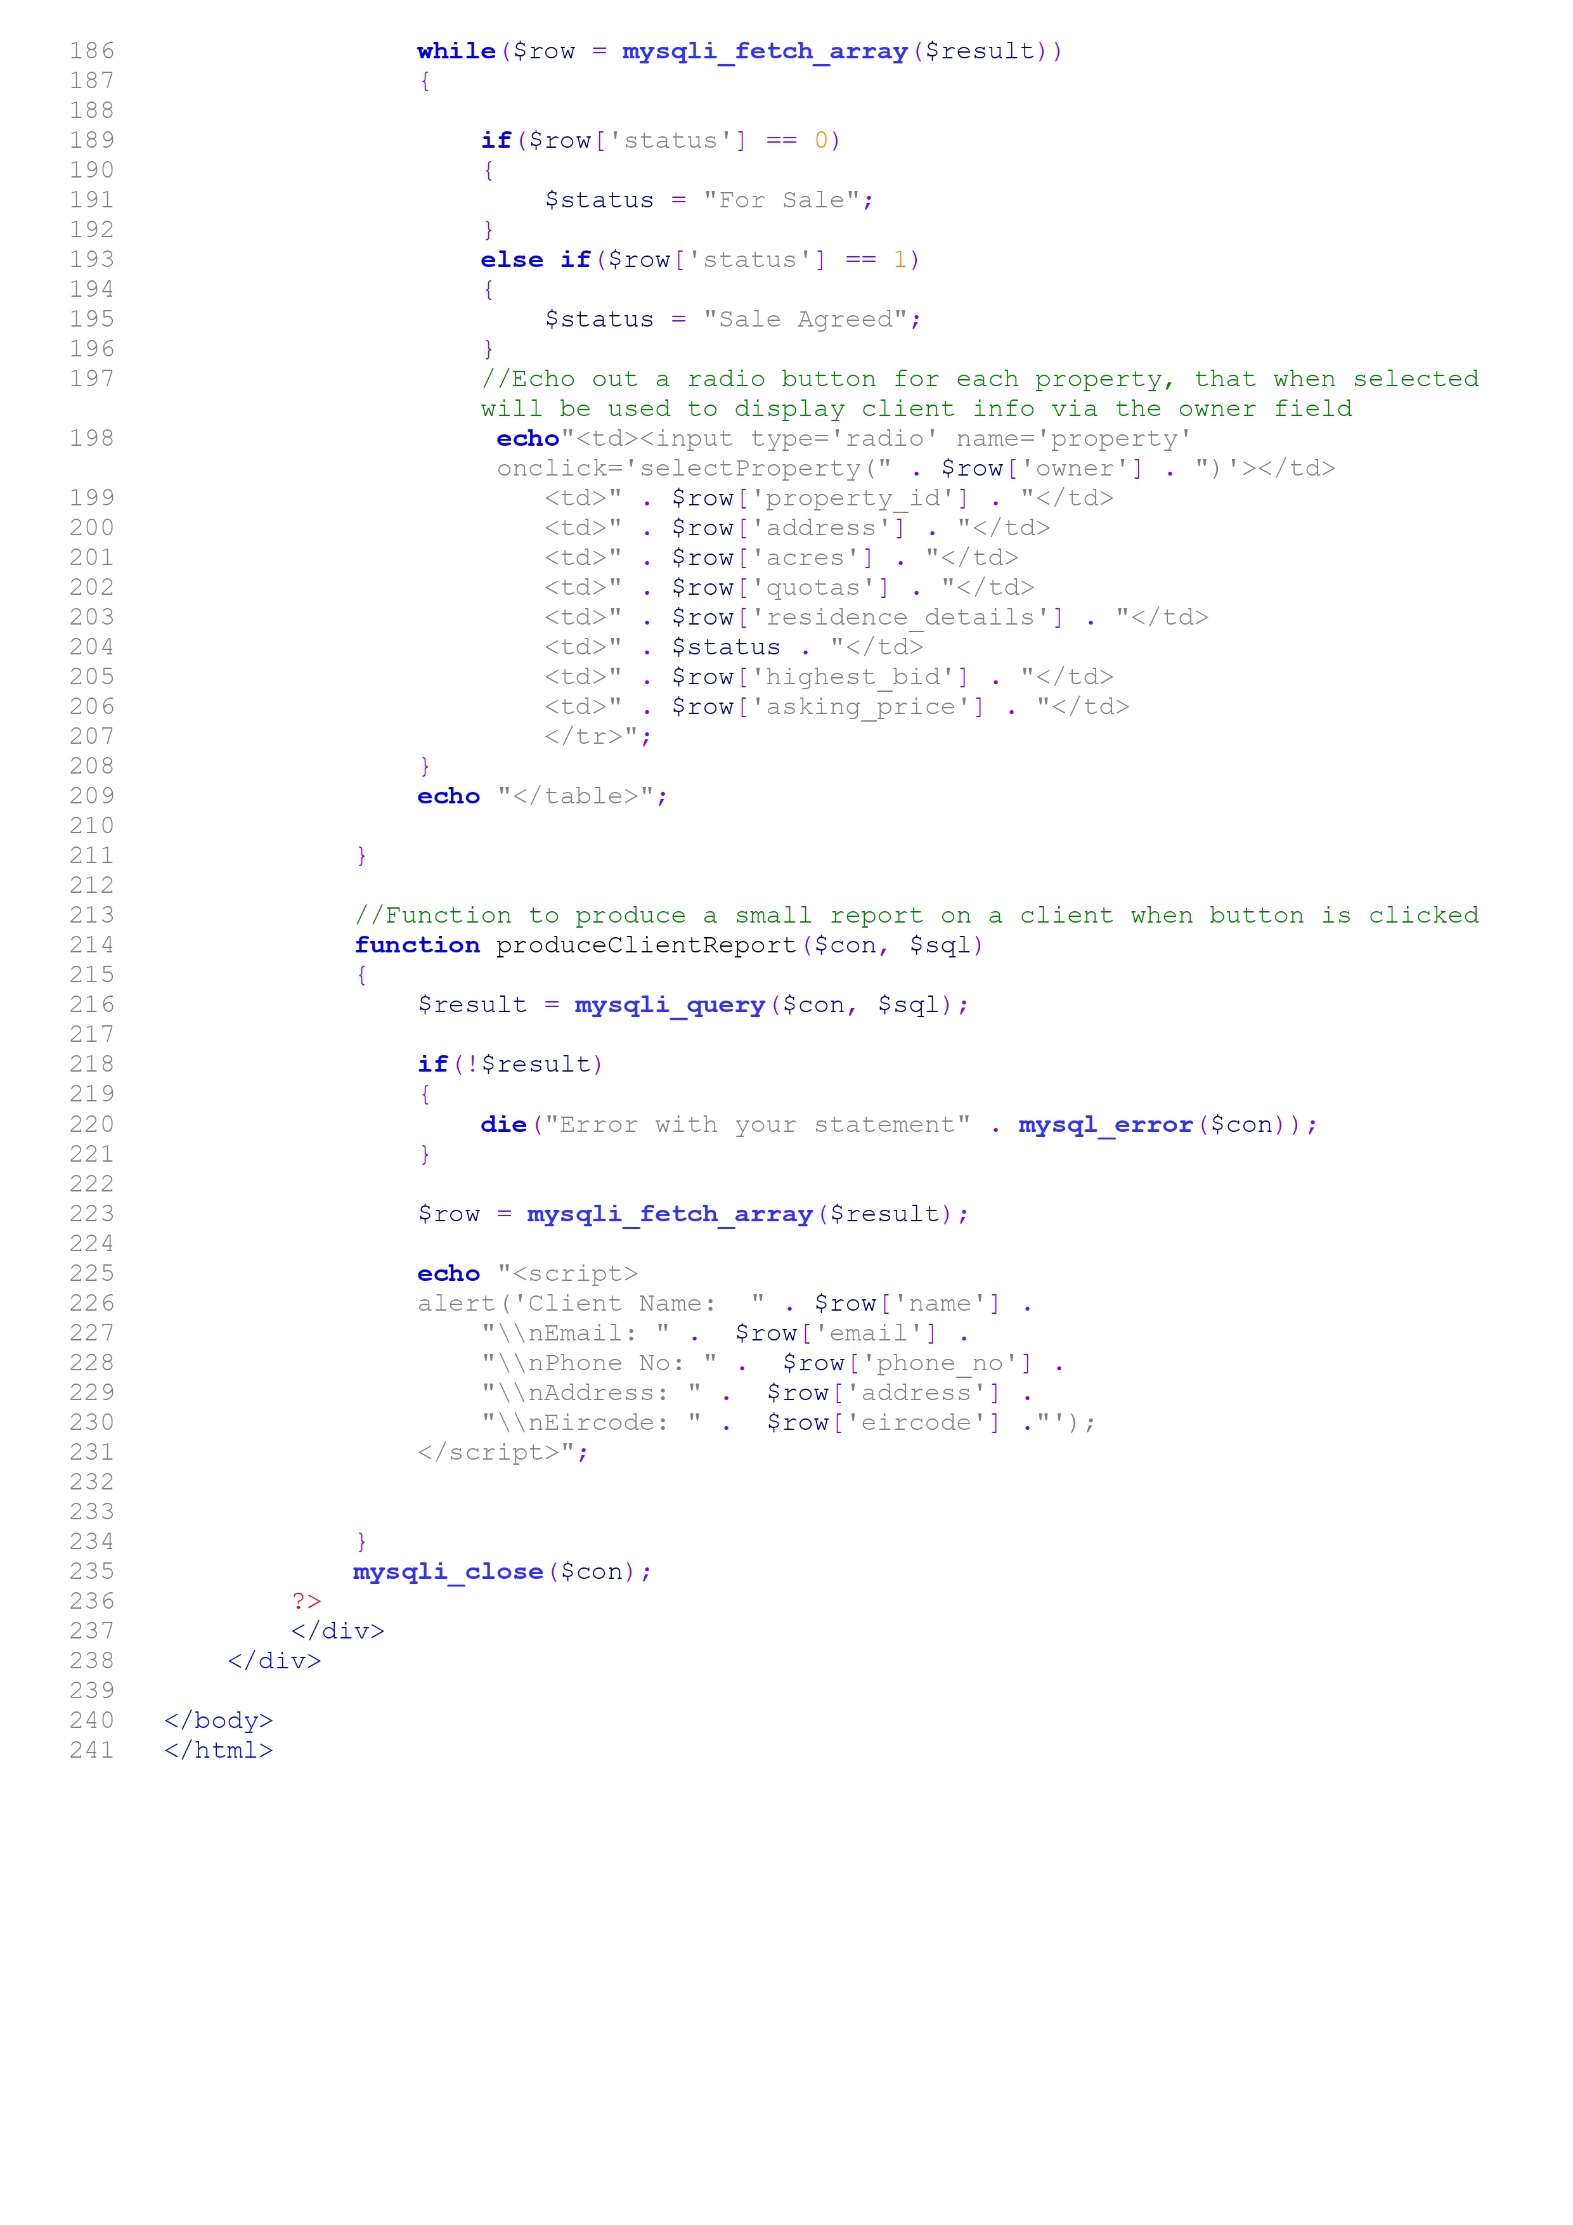 186 while($row = mysqli_fetch_array($result))
187 {
188
189 if($row['status'] == 0)
190 {
191 $status = "For Sale";
192 }
193 else if($row['status'] == 1)
194 {
195 $status = "Sale Agreed";
196 }
197 //Echo out a radio button for each property, that when selected
will be used to display client info via the owner field
198 echo"<td><input type='radio' name='property'
onclick='selectProperty(" . $row['owner'] . ")'></td>
199 <td>" . $row['property_id'] . "</td>
200 <td>" . $row['address'] . "</td>
201 <td>" . $row['acres'] . "</td>
202 <td>" . $row['quotas'] . "</td>
203 <td>" . $row['residence_details'] . "</td>
204 <td>" . $status . "</td>
205 <td>" . $row['highest_bid'] . "</td>
206 <td>" . $row['asking_price'] . "</td>
207 </tr>";
208 }
209 echo "</table>";
210
211 }
212
213 //Function to produce a small report on a client when button is clicked
214 function produceClientReport($con, $sql)
215 {
216 $result = mysqli_query($con, $sql);
217
218 if(!$result)
219 {
220 die("Error with your statement" . mysql_error($con));
221 }
222
223 $row = mysqli_fetch_array($result);
224
225 echo "<script>
226 alert('Client Name:  " . $row['name'] .
227 "\\nEmail: " .  $row['email'] .
228 "\\nPhone No: " .  $row['phone_no'] .
229 "\\nAddress: " .  $row['address'] .
230 "\\nEircode: " .  $row['eircode'] ."');
231 </script>";
232
233
234 }
235 mysqli_close($con);
236 ?>
237 </div>
238 </div>
239
240 </body>
241 </html>